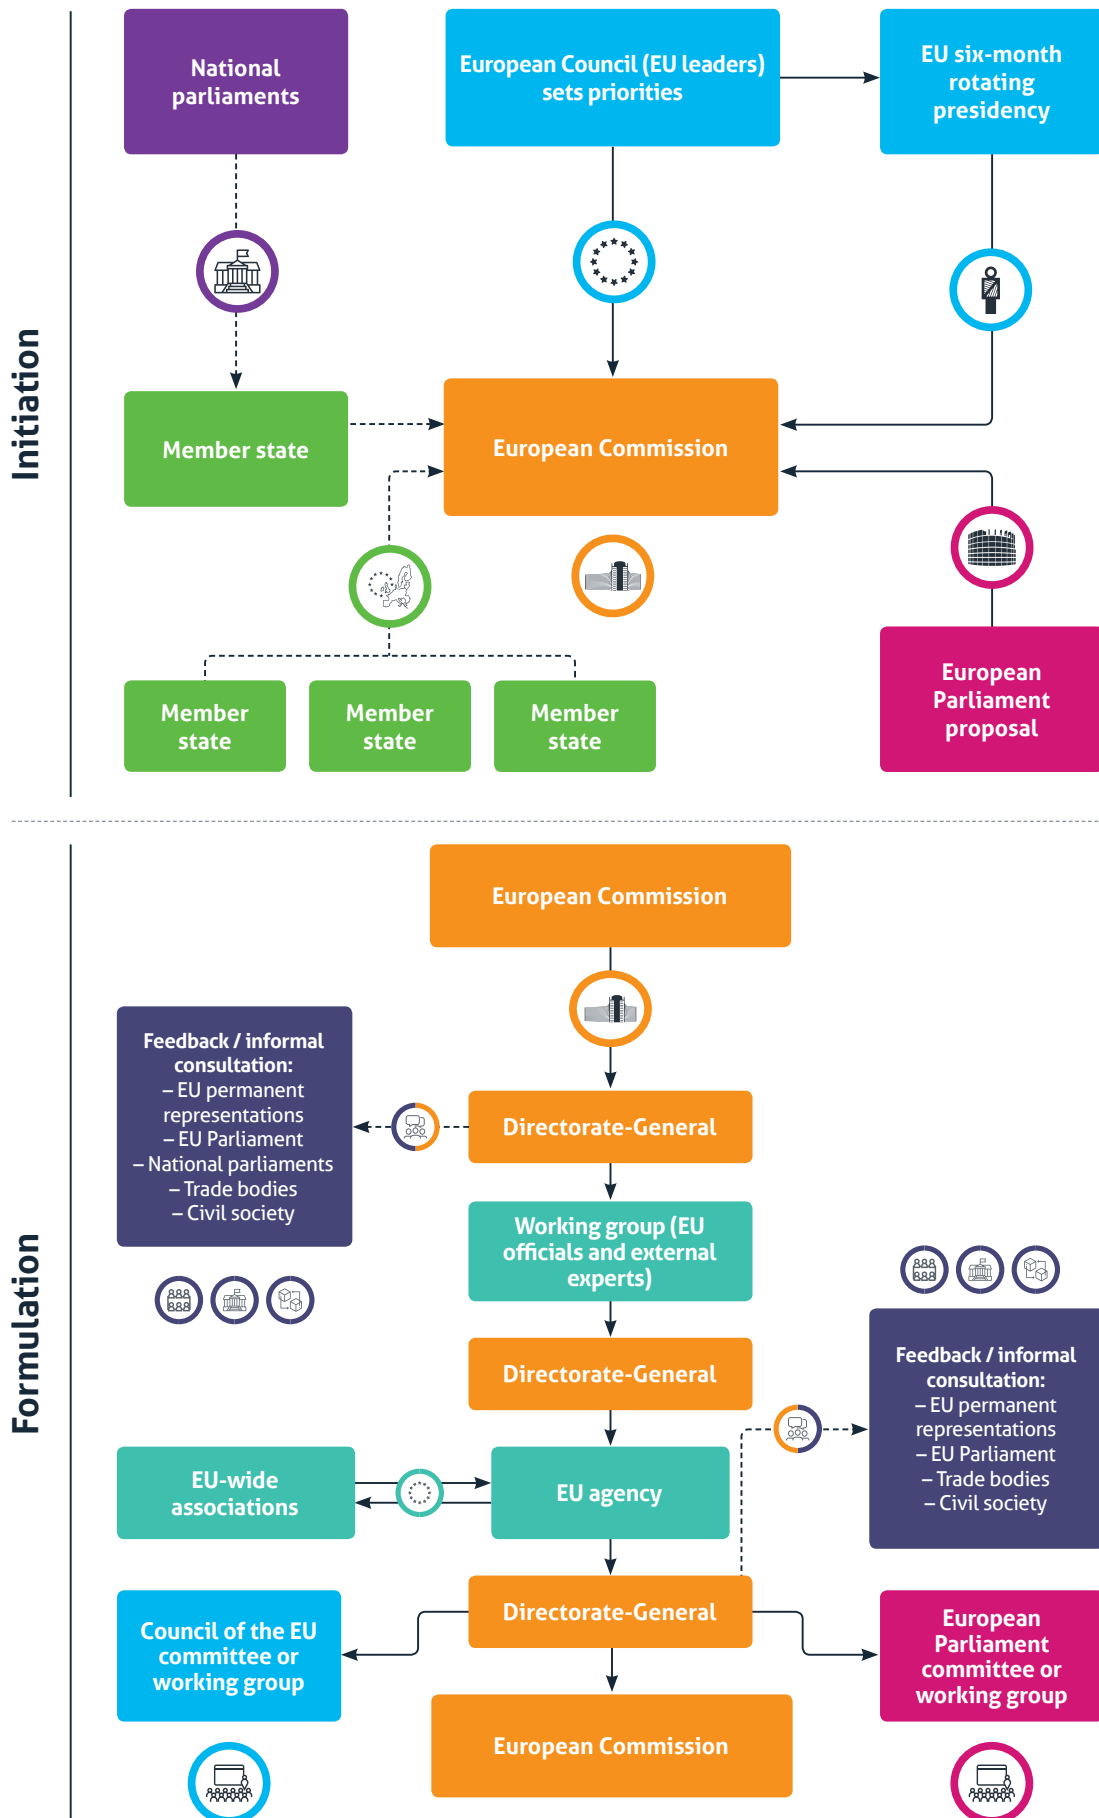 Initiation
National
parliaments
European Council (EU leaders)
sets priorities
EU six-month
rotating
presidency
Member state
European Commission
Member
state
Member
state
Member
state
European
Parliament
proposal
Formulation
European Commission
Feedback / informal
consultation:
– EU permanent
representations
– EU Parliament
– National parliaments
– Trade bodies
– Civil society
Directorate-General
Working group (EU
officials and external
experts)
Directorate-General
Feedback / informal
consultation:
– EU permanent
representations
– EU Parliament
– Trade bodies
– Civil society
EU-wide
associations
EU agency
Directorate-General
Council of the EU
committee or
working group
European
Parliament
committee or
working group
European Commission